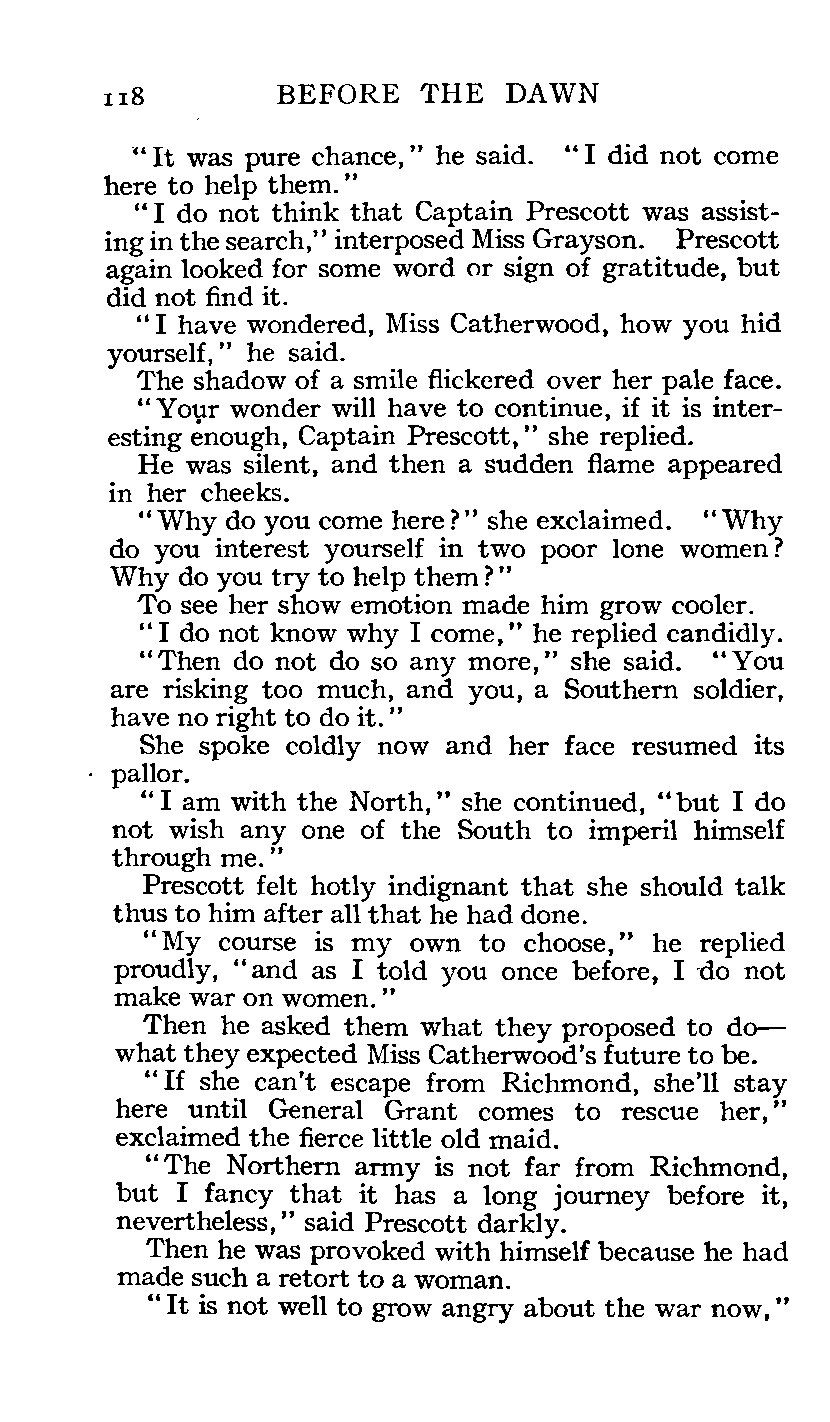 118 BEFORE THE DAWN
"It was pure chance," he said. "I did not come
here to help them."
"I do not think that Captain Prescott was assist-
ing in the search," interposed Miss Grayson. Prescott
again looked for some word or sign of gratitude, but
did not find it.
"I have wondered, Miss Catherwood, how you hid
yourself," he said.
The shadow of a smile flickered over her pale face.
"Your wonder will have to continue, if it is inter-
esting enough, Captain Prescott," she replied.
He was silent, and then a sudden flame appeared
in her cheeks.
"Why do you come here?" she exclaimed. "Why
do you interest yourself in two poor lone women?
Why do you try to help them?"
To see her show emotion made him grow cooler.
"I do not know why I come," he replied candidly.
"Then do not do so any more," she said. "You
are risking too much, and you, a Southern soldier,
have no right to do it."
She spoke coldly now and her face resumed its
pallor.
"I am with the North," she continued, "but I do
not wish any one of the South to imperil himself
through me."
Prescott felt hotly indignant that she should talk
thus to him after all that he had done.
"My course is my own to choose," he replied
proudly, "and as I told you once before, I do not
make war on women."
Then he asked them what they proposed to do—
what they expected Miss Catherwood's future to be.
"If she can't escape from Richmond, she'll stay
here until General Grant comes to rescue her,"
exclaimed the fierce little old maid.
"The Northern army is not far from Richmond,
but I fancy that it has a long journey before it,
nevertheless," said Prescott darkly.
Then he was provoked with himself because he had
made such a retort to a woman.
"It is not well to grow angry about the war now,"